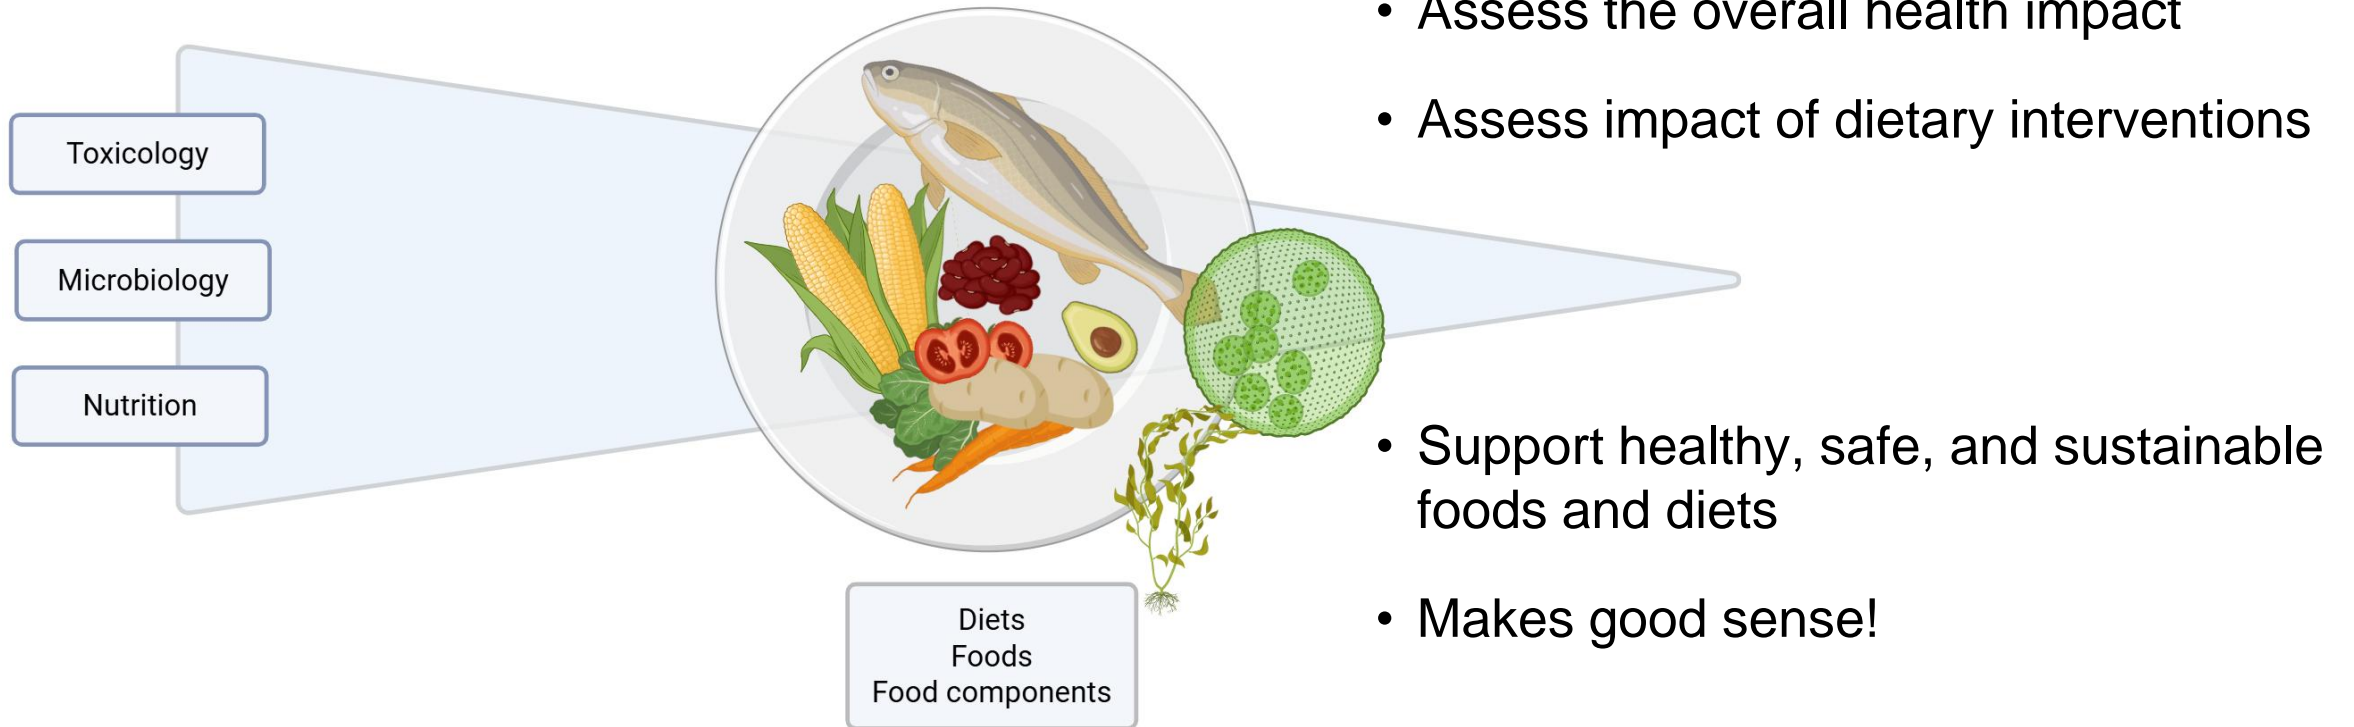 Toxicology
Microbiology
Nutrition
Diets
Foods
Food components
• Assess the overall health impact
• Assess impact of dietary interventions
• Support healthy, safe, and sustainable
foods and diets
• Makes good sense!